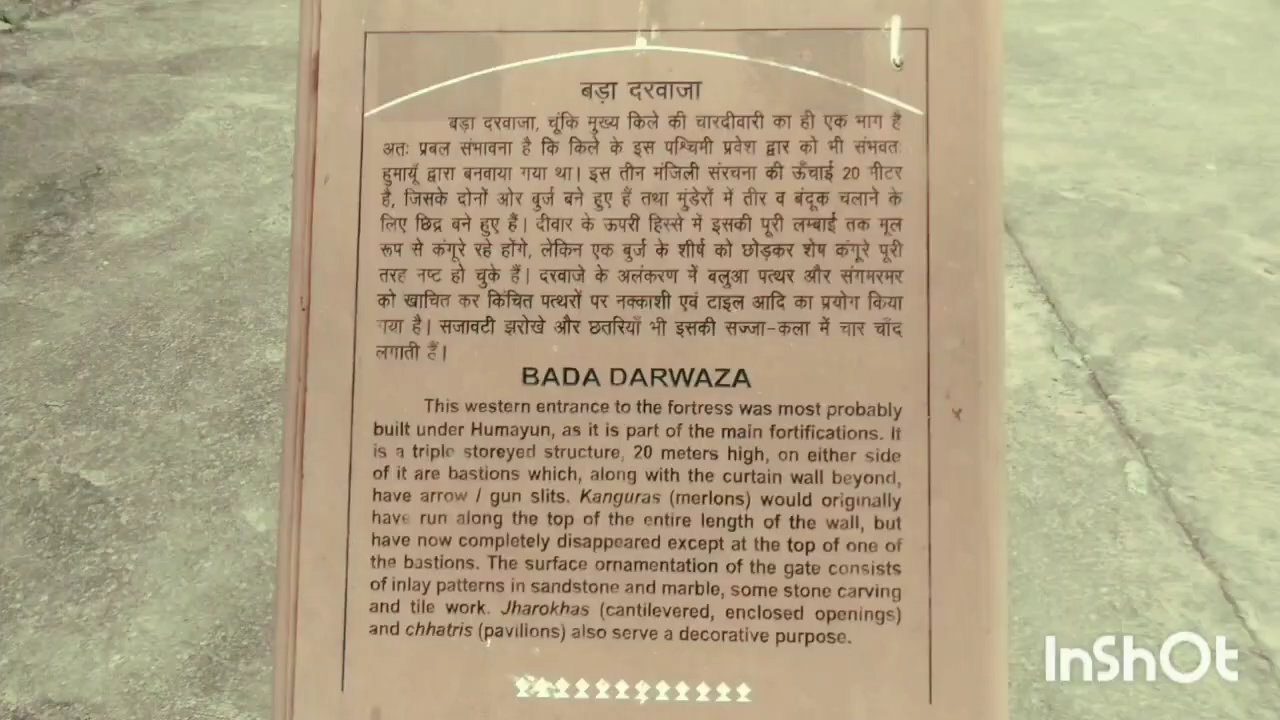 बड़ा दरवाजा
बड़ा दरवाजा, चूंकि मुख्य किले की चारदीवारी का ही एक भाग है
अतः प्रबल संभावना है कि किले के इस पश्चिमी प्रवेश द्वार को भी संभवतः
हुमायूँ द्वारा बनवाया गया था। इस तीन मंजिली संरचना की ऊँचाई 20 मीटर
है, जिसके दोनों ओर बुर्ज बने हुए हैं तथा मुंडेरों में तीर व बंदूक चलाने के
लिए छिद्र बने हुए हैं। दीवार के ऊपरी हिस्से में इसकी पूरी लम्बाई तक मूल
रूप से कंगूरे रहे होंगे, लेकिन एक बुर्ज के शीर्ष को छोड़कर शेष कंगूरे पूरी
तरह नष्ट हो चुके हैं। दरवाजे के अलंकरण में बलुआ पत्थर और संगमरमर
को खाचित कर किंचित पत्थरों पर नक्काशी एवं टाइल आदि का प्रयोग किया
गया है। सजावटी झरोखे और छतरियाँ भी इसकी सज्जा-कला में चार चाँद
लगाती हैं।
BADA DARWAZA
This western entrance to the fortress was most probably
built under Humayun, as it is part of the main fortifications. It
is a triple storeyed structure, 20 meters high, on either side
of it are bastions which, along with the curtain wall beyond,
have arrow / gun slits. Kanguras (merlons) would originally
have run along the top of the entire length of the wall, but
have now completely disappeared except at the top of one of
the bastions. The surface ornamentation of the gate consists
of inlay patterns in sandstone and marble, some stone carving
and tile work. Jharokhas (cantilevered, enclosed openings)
and chhatris (pavilions) also serve a decorative purpose.
InShOt